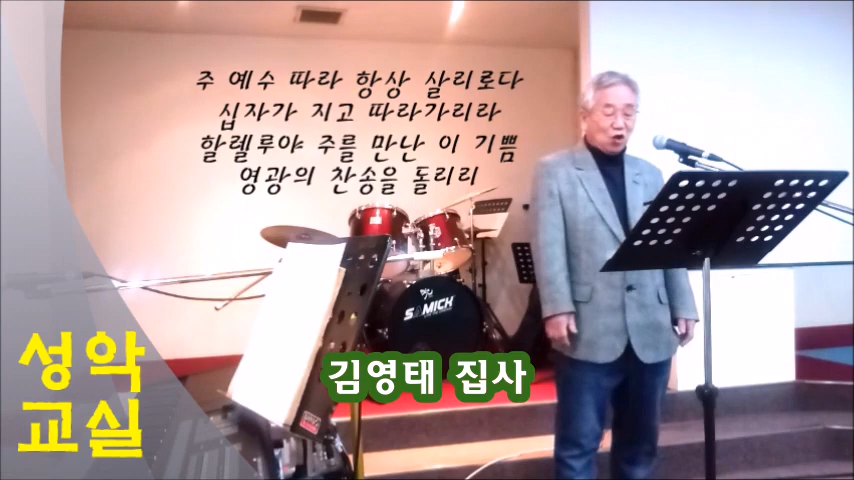 주 예수 따라 항상 살리로다
십자가 지고 따라가리라
할렐루야 주를 만난 이 기쁨
영광의 찬송을 돌리리
SAMICK
김영태 집사
성악
교실